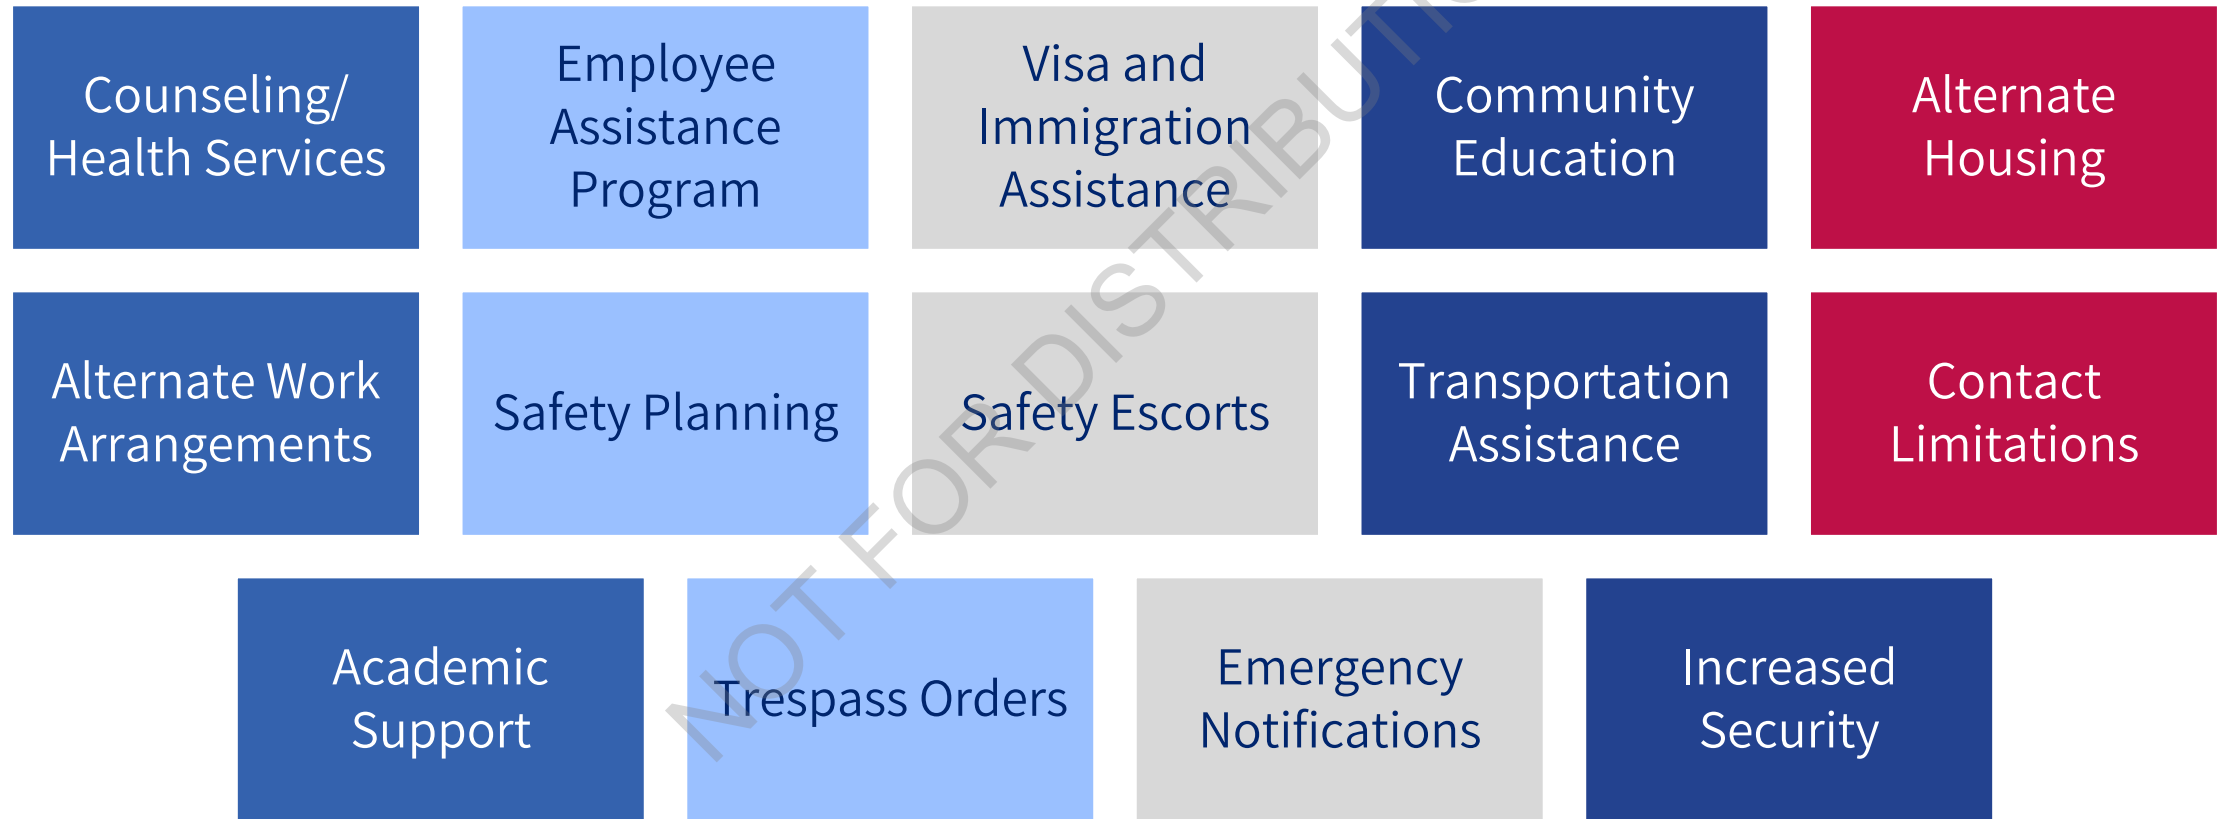 Counseling/
Health Services
Employee
Assistance
Program
Visa and
Immigration
Assistance
Community
Education
Alternate
Housing
Alternate Work
Arrangements
Safety Planning
Safety Escorts
Transportation
Assistance
Contact
Limitations
Academic
Support
Trespass Orders
Emergency
Notifications
Increased
Security
NOT FOR DISTRIBUTIO